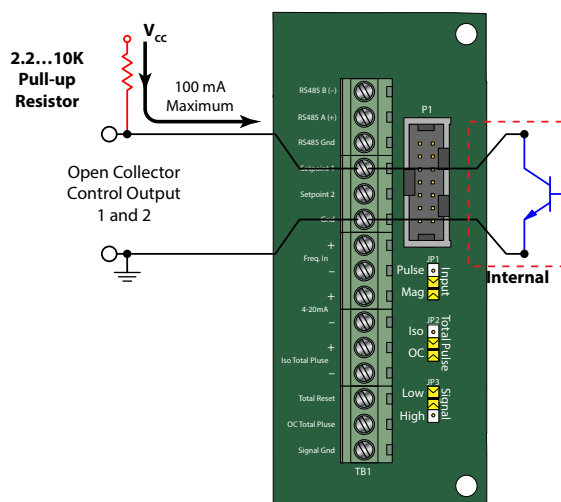 V CC
2.2...10K
Pull-up
Resistor
100 mA
Maximum
Open Collector
Control Output
1 and 2
RS485 B (−)
RS485 A (+)
RS485 Gnd
Setpoint 1
Setpoint 2
Gnd
+
Freq. In
−
+
4-20mA
−
+
Iso Total Pluse
−
Total Reset
OC Total Pluse
Signal Gnd
TB1
P1
JP1
Pulse
Mag
Input
JP2
Iso
OC
Total Pulse
JP3
Low
High
Signal
Internal